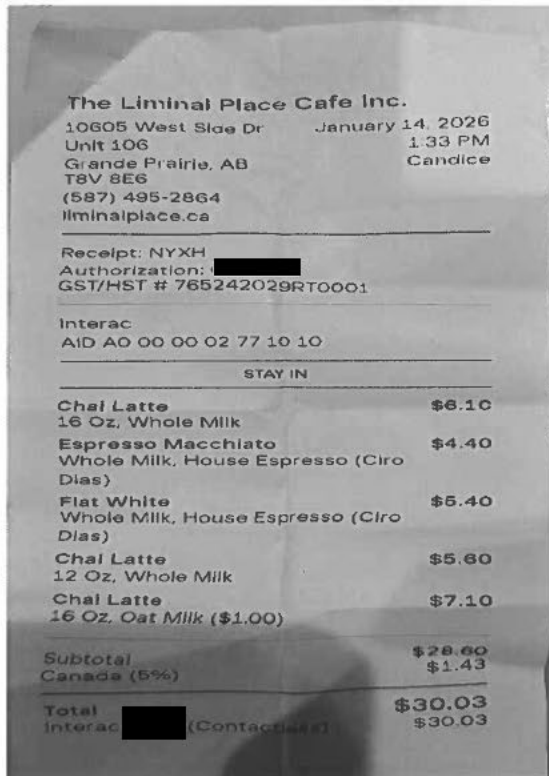 The Liminal Place Cafe Inc.
10605 West Side Dr January 14, 2026
Unit 106 1:33 PM
Grande Prairie, AB Candice
T8V 8E6
(587) 495-2864
liminalplace.ca
Receipt: NYXH
Authorization:
GST/HST # 765242029RT0001
Interac
AID A0 00 00 02 77 10 10
STAY IN
Chai Latte $6.10
16 Oz, Whole Milk
Espresso Macchiato $4.40
Whole Milk, House Espresso (Ciro
Dias)
Flat White $5.40
Whole Milk, House Espresso (Ciro
Dias)
Chai Latte $5.60
12 Oz, Whole Milk
Chai Latte $7.10
16 Oz, Oat Milk ($1.00)
Subtotal $28.60
Canada (5%) $1.43
Total $30.03
Interac (Contactless) $30.03